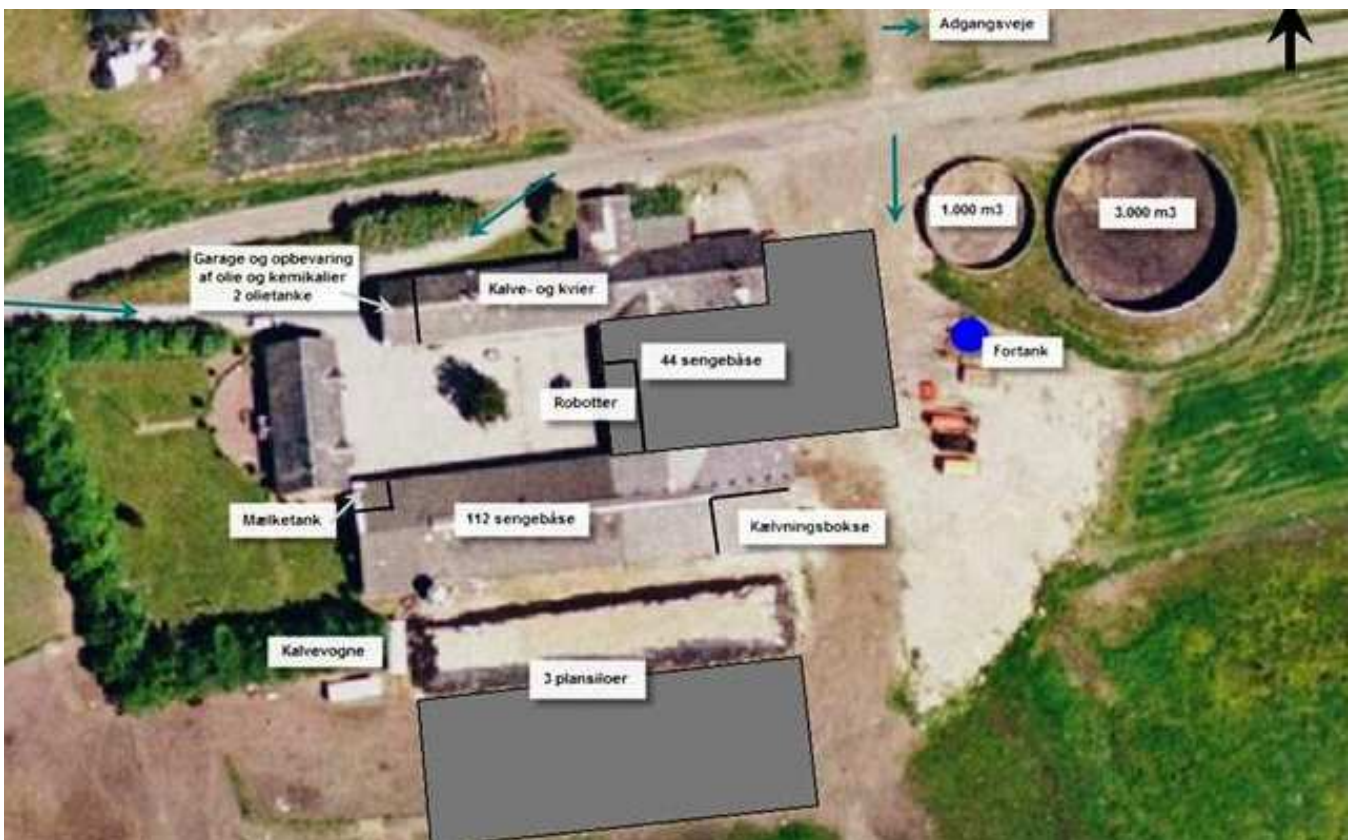 Adgangsveje
1.000 m3
3.000 m3
Garage og opbevaring
af olie og kemikalier
2 olietanke
Kalve- og kvier
44 sengebåse
Fortank
Robotter
Mælketank
112 sengebåse
Kælvningsbokse
Kalvevogne
3 plansiloer